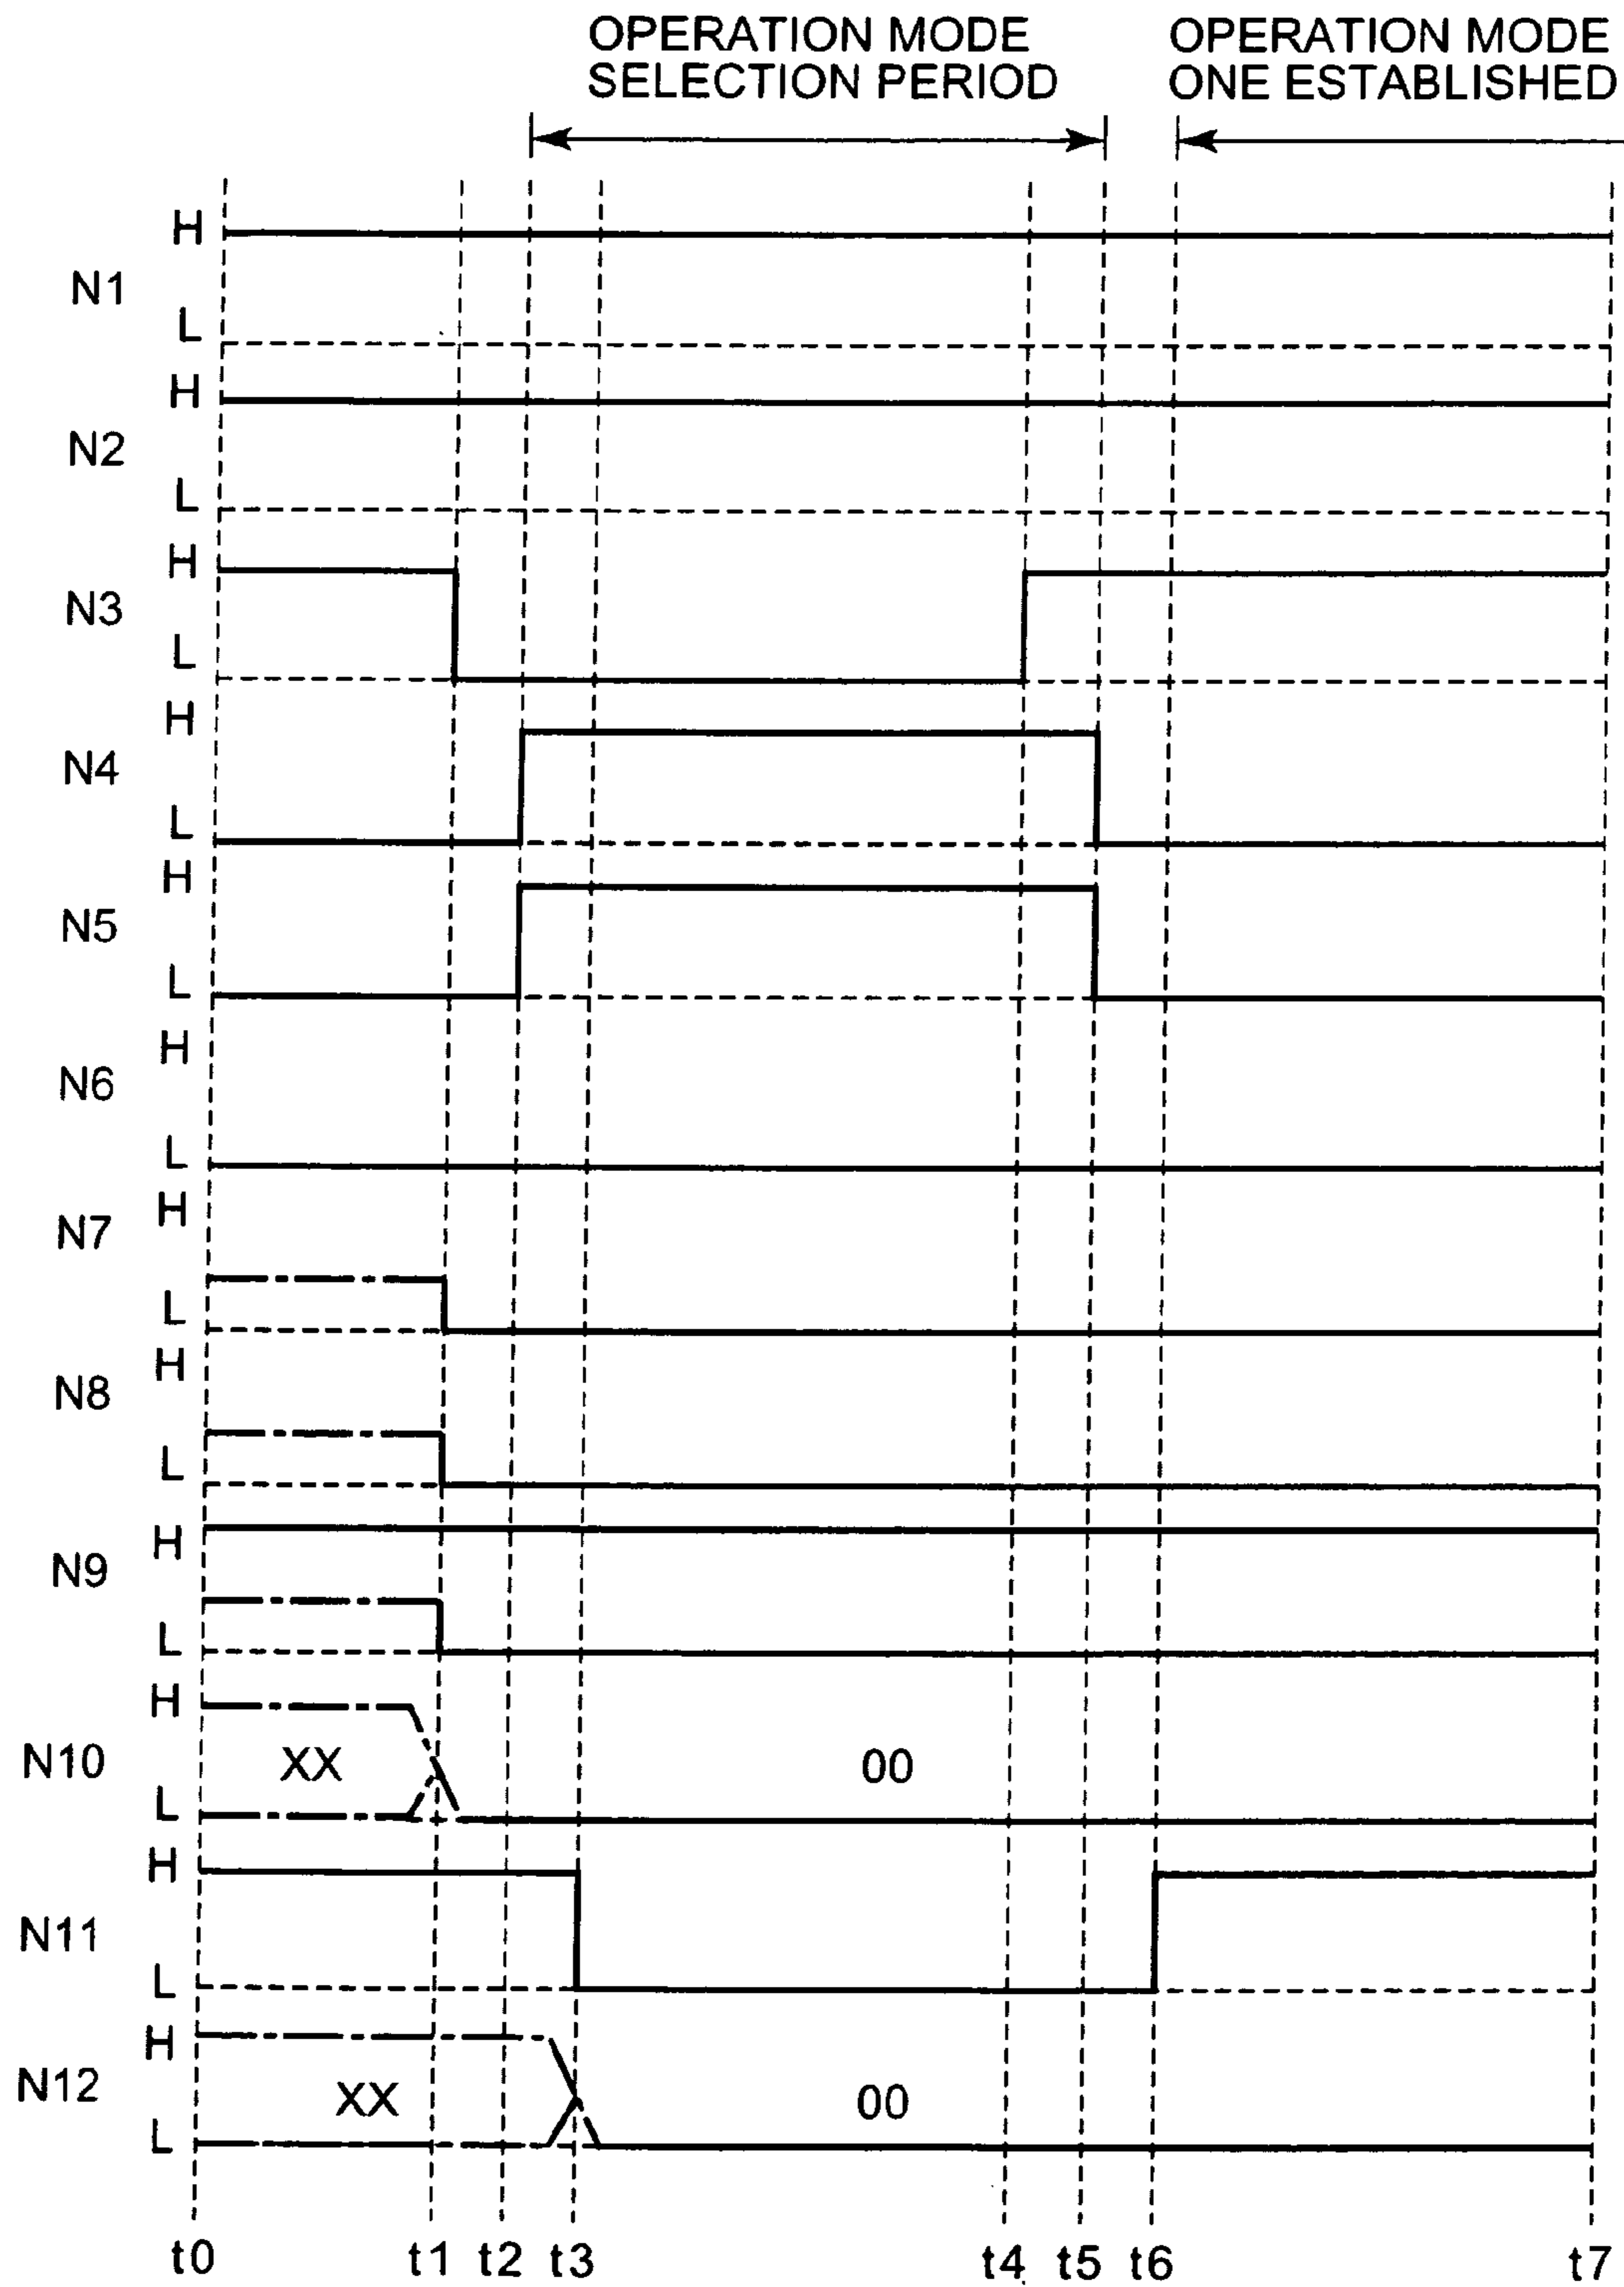 OPERATION MODE
SELECTION PERIOD
OPERATION MODE
ONE ESTABLISHED
H
N1
L
H
N2
L
H
N3
L
H
N4
L
H
N5
L
H
N6
L
H
N7
L
H
N8
L
H
N9
L
H
N10 XX 00
L
H
N11
L
H
N12 XX 00
L
t0 t1 t2 t3 t4 t5 t6 t7